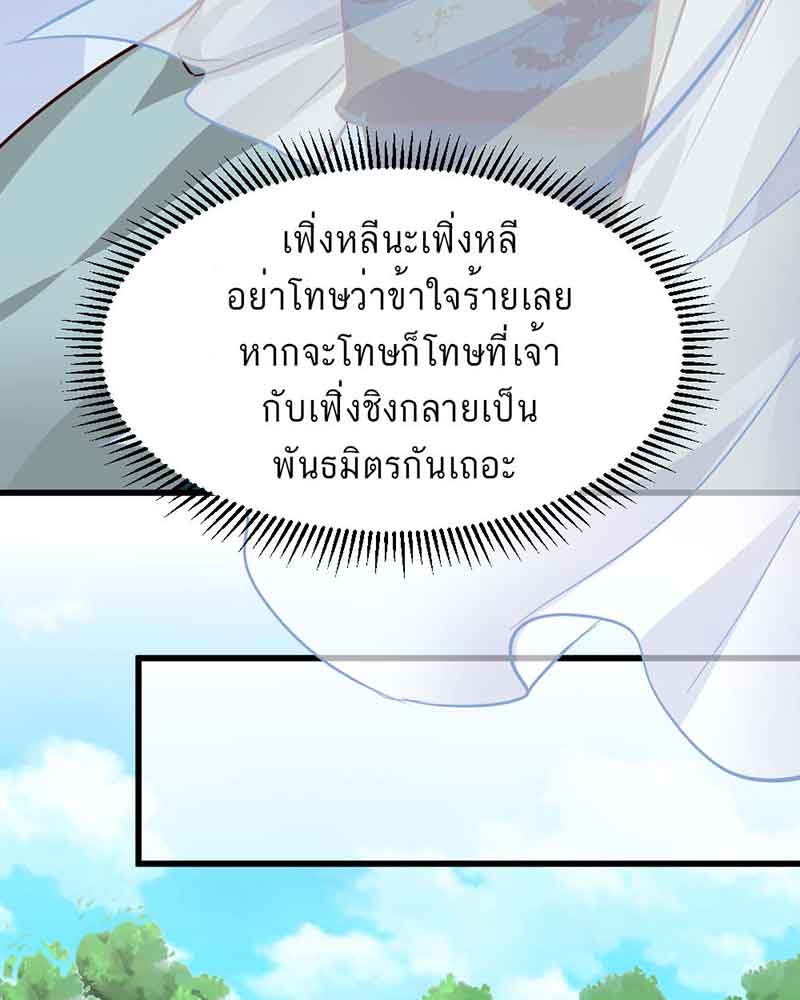 เฟิ่งหลีนะเฟิ่งหลี
อย่าโทษว่าข้าใจร้ายเลย
หากจะโทษก็โทษที่เจ้า
กับเฟิ่งชิงกลายเป็น
พันธมิตรกันเถอะ